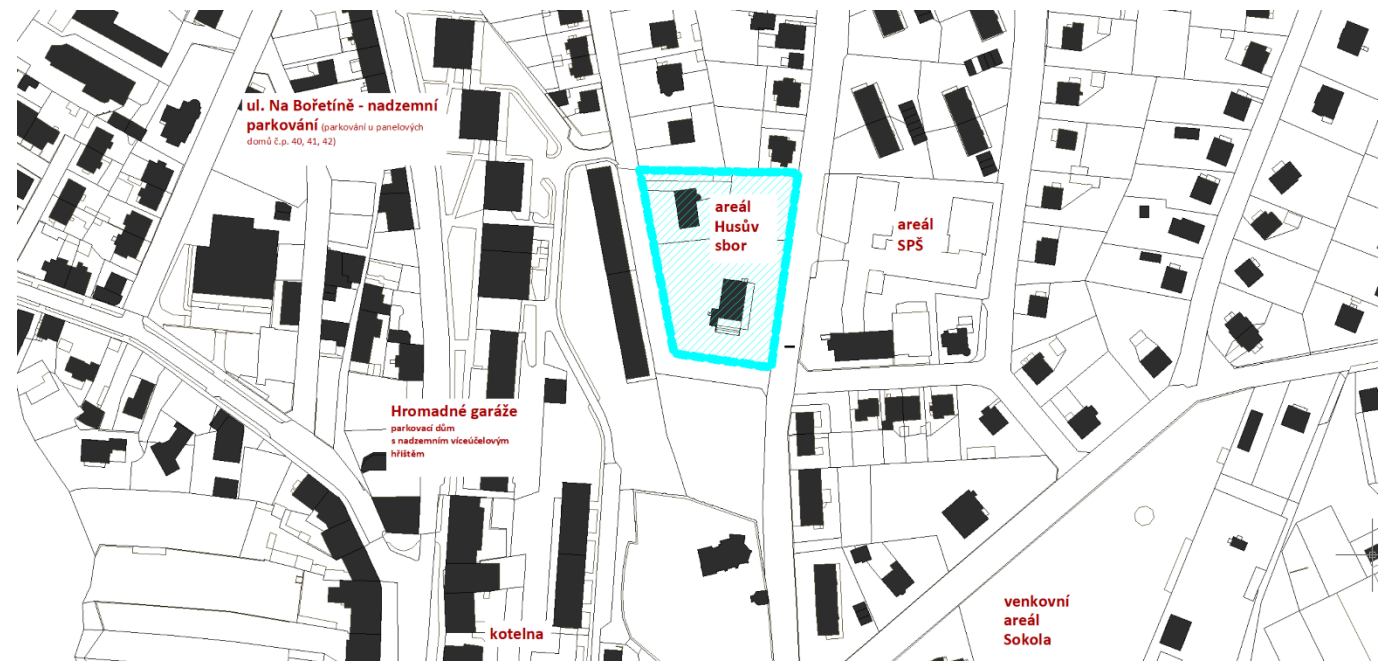 ul. Na Bořetíně - nadzemní
parkování (parkování u panelových
domů č.p. 40, 41, 42)
areál
Husův
sbor
areál
SPŠ
Hromadné garáže
parkovací dům
s nadzemním víceúčelovým
hřištěm
kotelna
venkovní
areál
Sokola